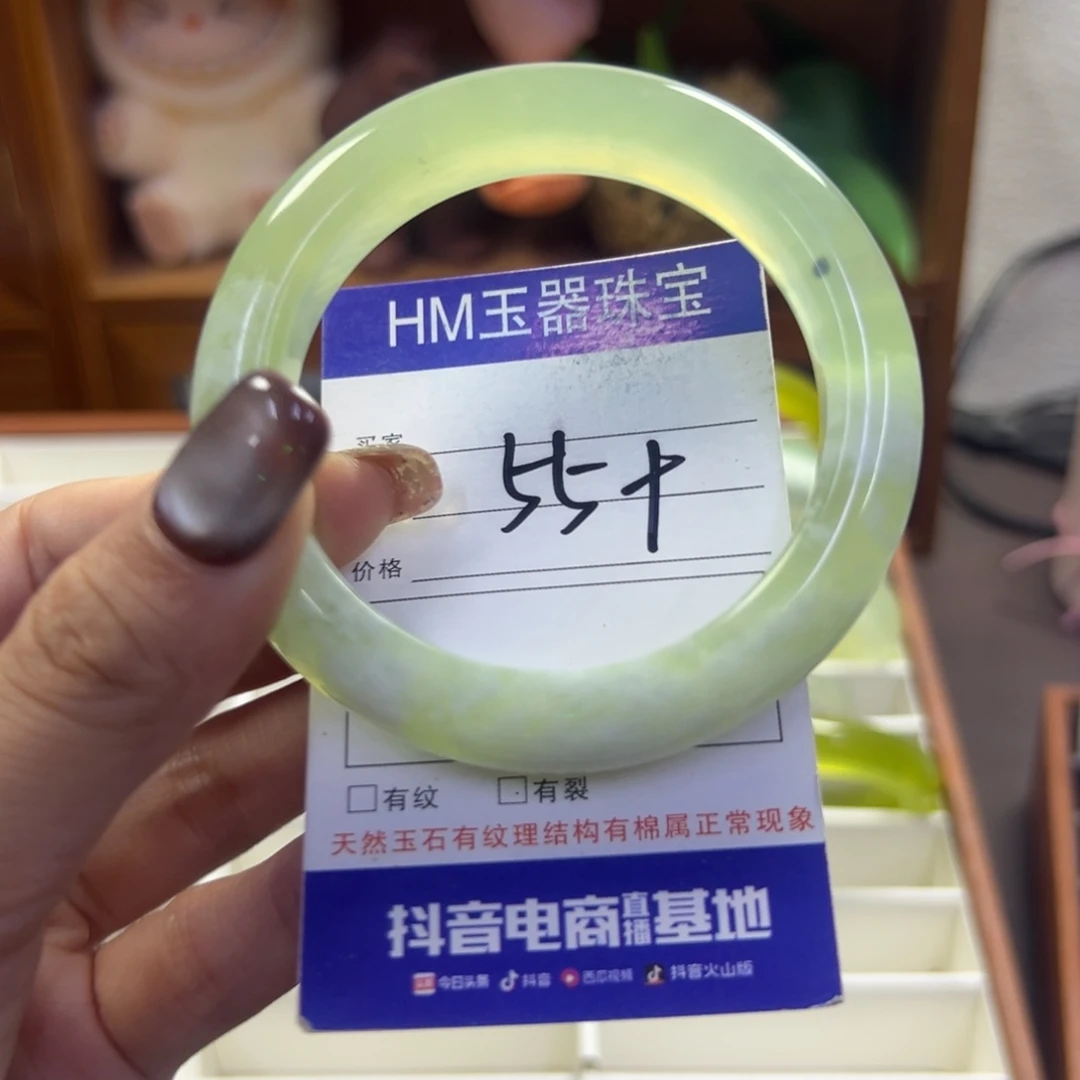 HM玉器珠宝
买家
55+
价格
□有纹 □有裂
天然玉石有纹理结构有棉属正常现象
抖音电商直播基地
今日头条 抖音 西瓜视频 抖音火山版